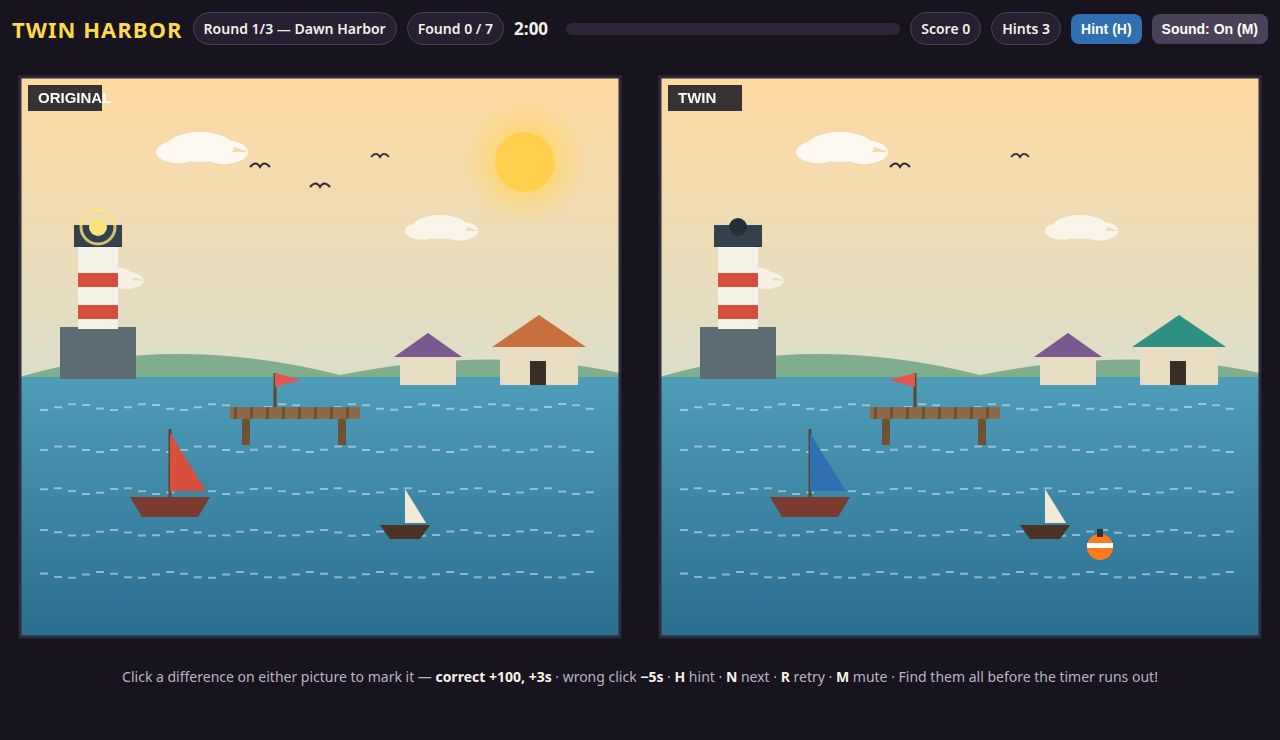 TWIN HARBOR
Round 1/3 — Dawn Harbor
Found 0 / 7
2:00
Score 0
Hints 3
Hint (H)
Sound: On (M)
ORIGINAL
TWIN
Click a difference on either picture to mark it — correct +100, +3s · wrong click −5s · H hint · N next · R retry · M mute · Find them all before the timer runs out!